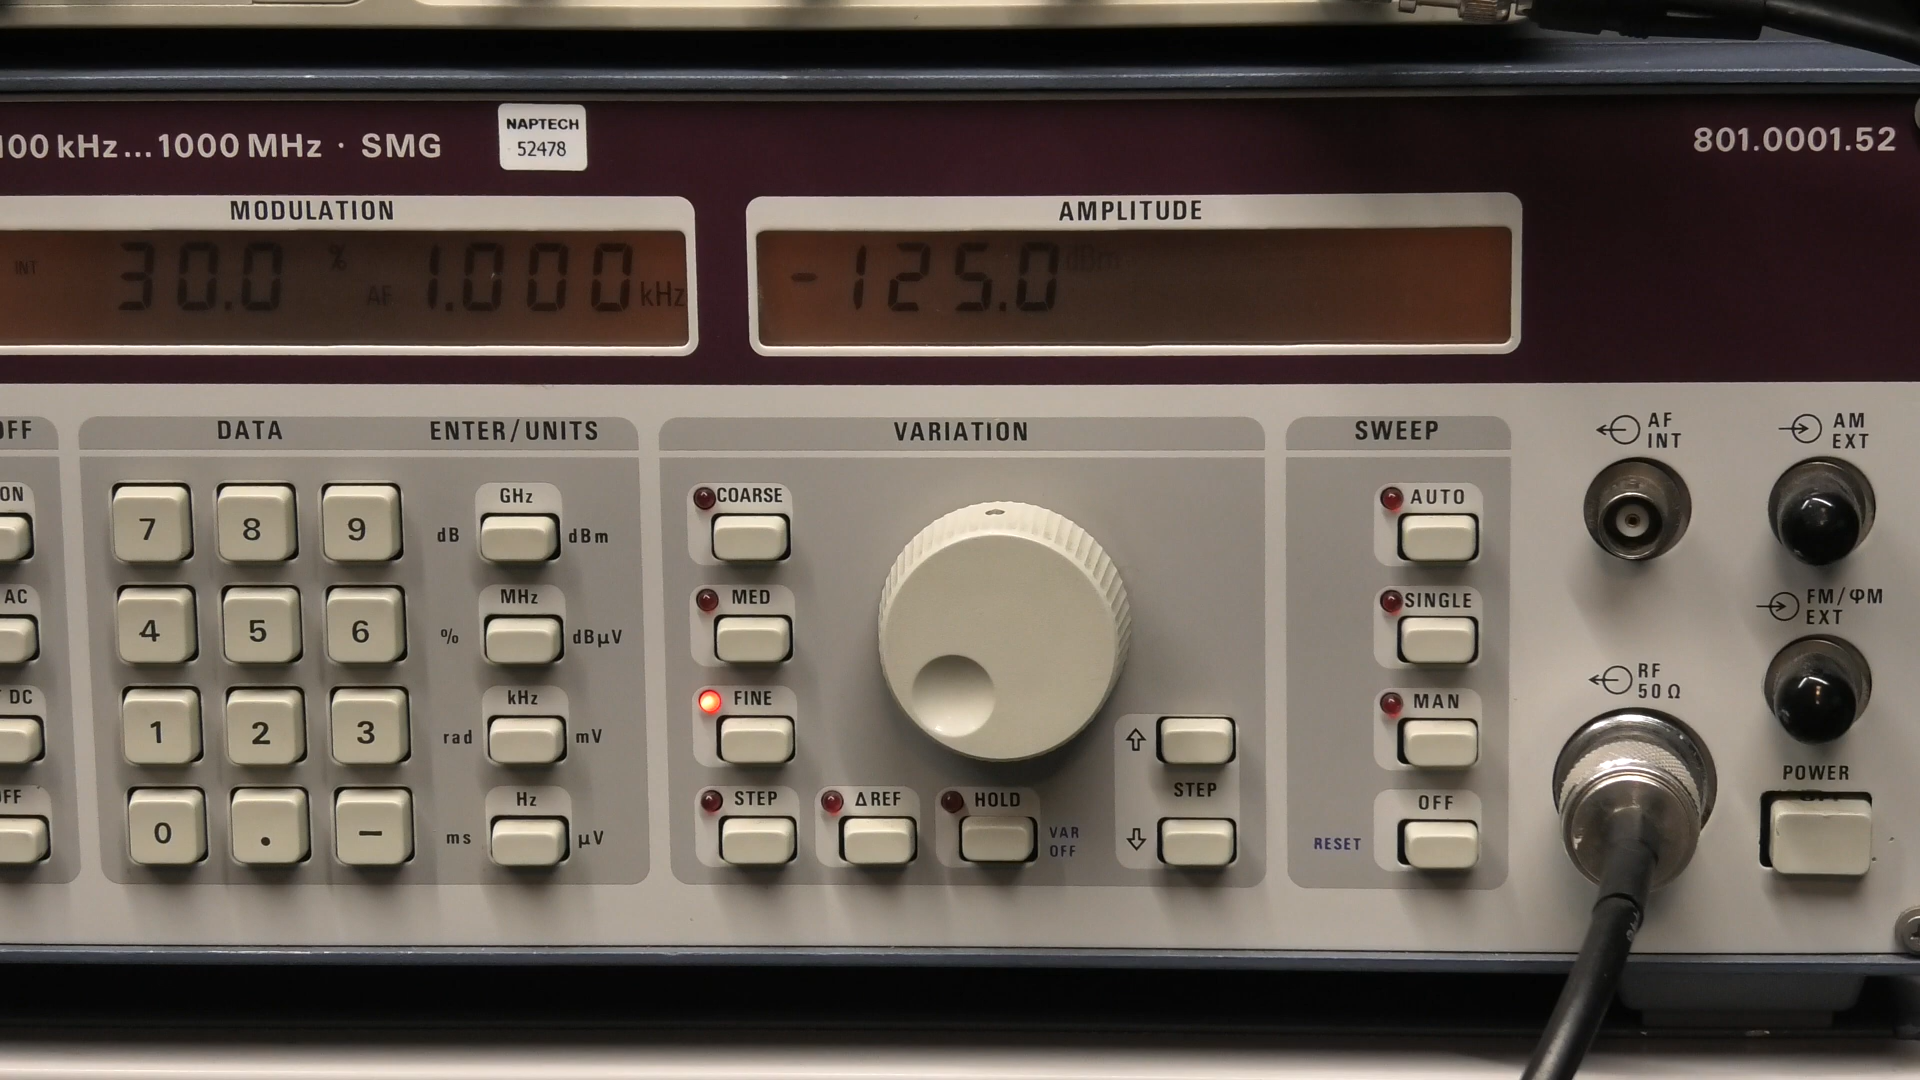 100 kHz...1000 MHz · SMG
NAPTECH
52478
801.0001.52
MODULATION
AMPLITUDE
INT 30.0 % AF 1.000 kHz
-125.0 dBm
OFF
DATA
ENTER/UNITS
VARIATION
SWEEP
AF
INT
AM
EXT
ON
7
8
9
GHz
dB
dBm
COARSE
AUTO
AC
4
5
6
MHz
%
dBµV
MED
SINGLE
FM/φM
EXT
DC
1
2
3
kHz
rad
mV
FINE
MAN
RF
50 Ω
OFF
0
.
–
Hz
ms
µV
STEP
ΔREF
HOLD
VAR
OFF
STEP
OFF
RESET
POWER